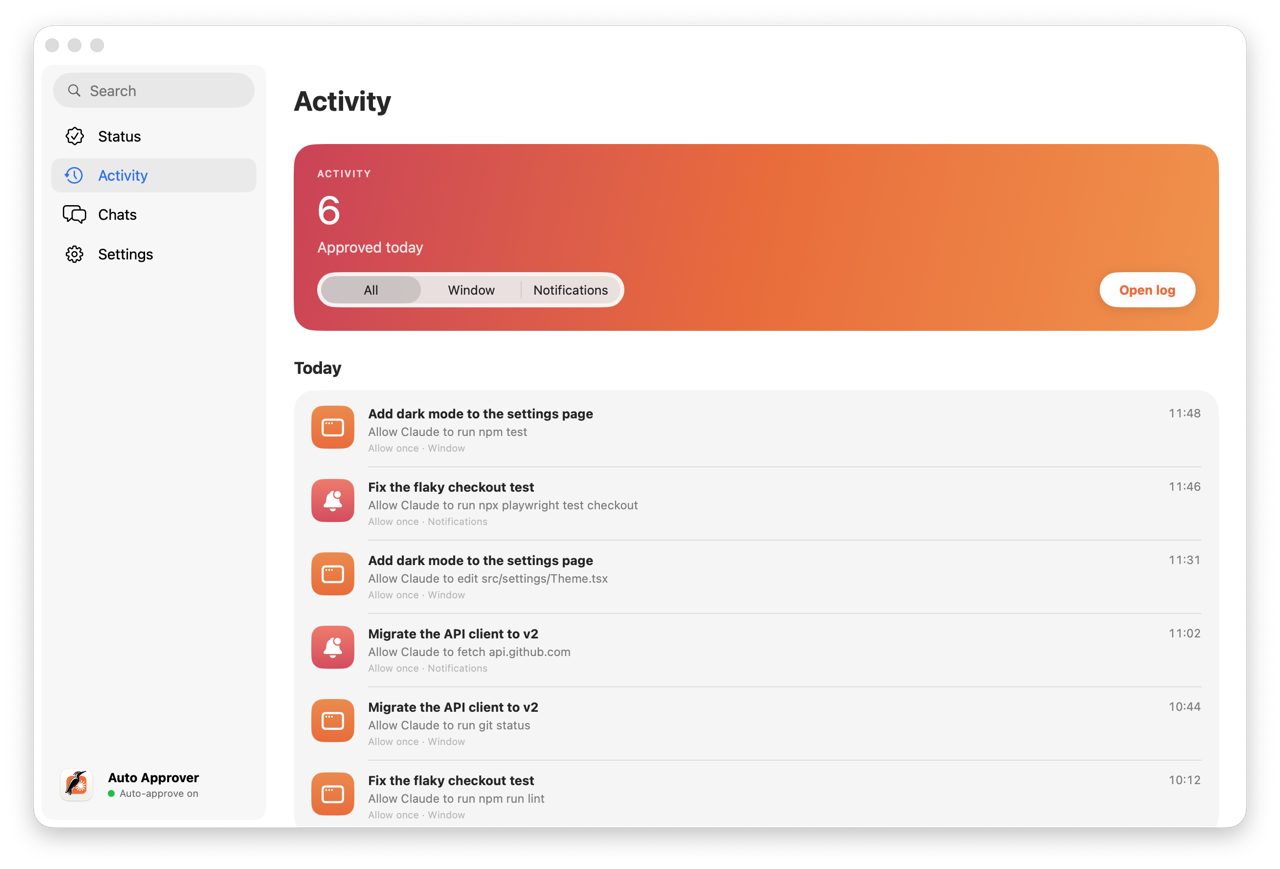 Search
Status
Activity
Chats
Settings
Auto Approver
Auto-approve on
Activity
ACTIVITY
6
Approved today
All
Window
Notifications
Open log
Today
Add dark mode to the settings page
11:48
Allow Claude to run npm test
Allow once · Window
Fix the flaky checkout test
11:46
Allow Claude to run npx playwright test checkout
Allow once · Notifications
Add dark mode to the settings page
11:31
Allow Claude to edit src/settings/Theme.tsx
Allow once · Window
Migrate the API client to v2
11:02
Allow Claude to fetch api.github.com
Allow once · Notifications
Migrate the API client to v2
10:44
Allow Claude to run git status
Allow once · Window
Fix the flaky checkout test
10:12
Allow Claude to run npm run lint
Allow once · Window